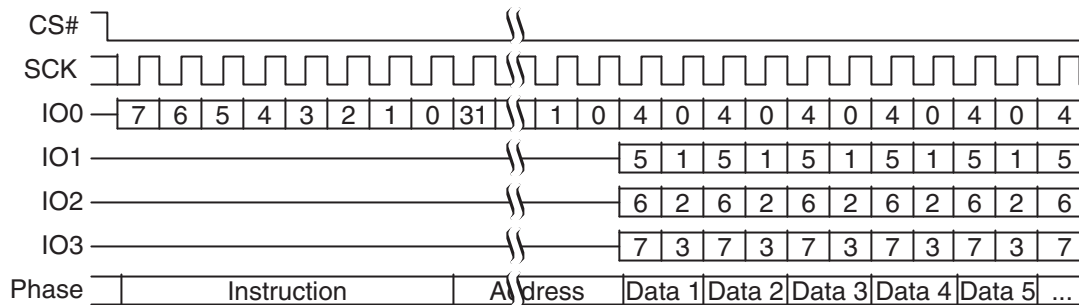 CS#
SCK
IO0 7 6 5 4 3 2 1 0 31 1 0 4 0 4 0 4 0 4 0 4 0 4
IO1 5 1 5 1 5 1 5 1 5 1 5
IO2 6 2 6 2 6 2 6 2 6 2 6
IO3 7 3 7 3 7 3 7 3 7 3 7
Phase Instruction Address Data 1 Data 2 Data 3 Data 4 Data 5 ...